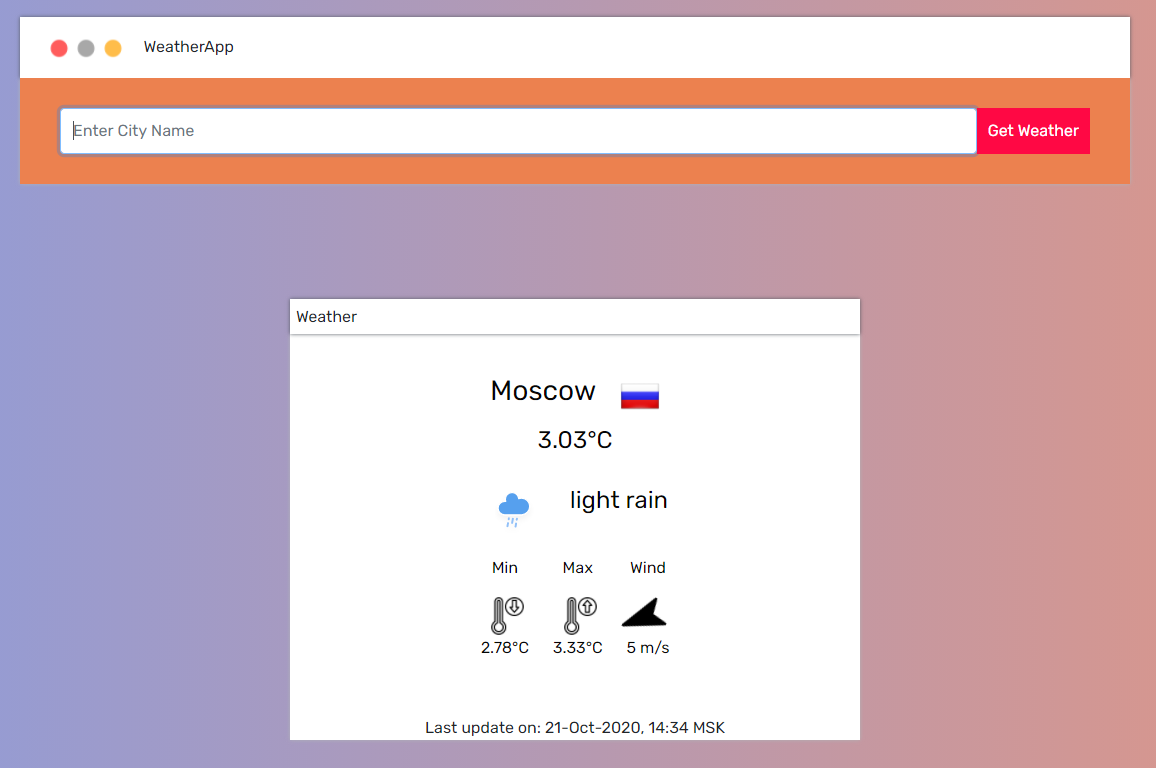 WeatherApp
Enter City Name
Get Weather
Weather
Moscow
3.03°C
light rain
Min Max Wind
2.78°C 3.33°C 5 m/s
Last update on: 21-Oct-2020, 14:34 MSK